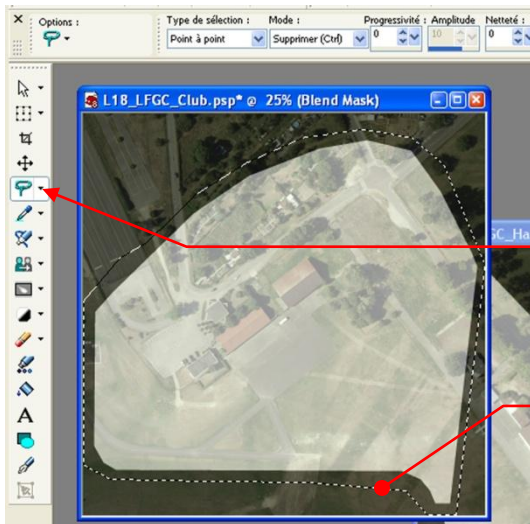 Options :
Type de sélection :
Mode :
Progressivité :
Amplitude
Netteté :
Point à point
Supprimer (Ctrl)
0
10
0
L18_LFGC_Club.psp* @ 25% (Blend Mask)
GC_Ha
A